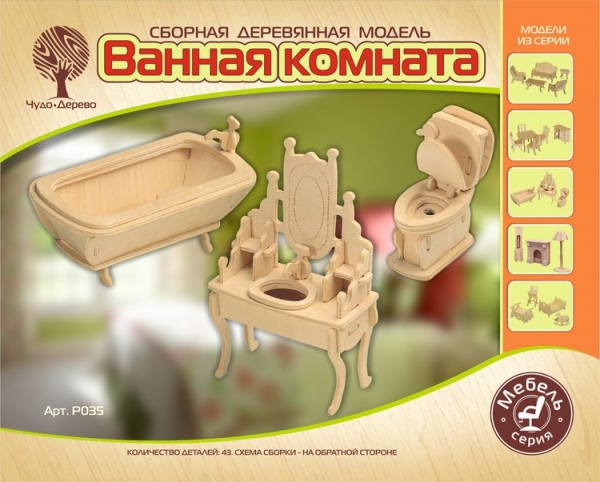 СБОРНАЯ ДЕРЕВЯННАЯ МОДЕЛЬ
Ванная комната
Чудо-Дерево
МОДЕЛИ
ИЗ СЕРИИ
Арт. P035
Мебель
серия
КОЛИЧЕСТВО ДЕТАЛЕЙ: 43. СХЕМА СБОРКИ - НА ОБРАТНОЙ СТОРОНЕ